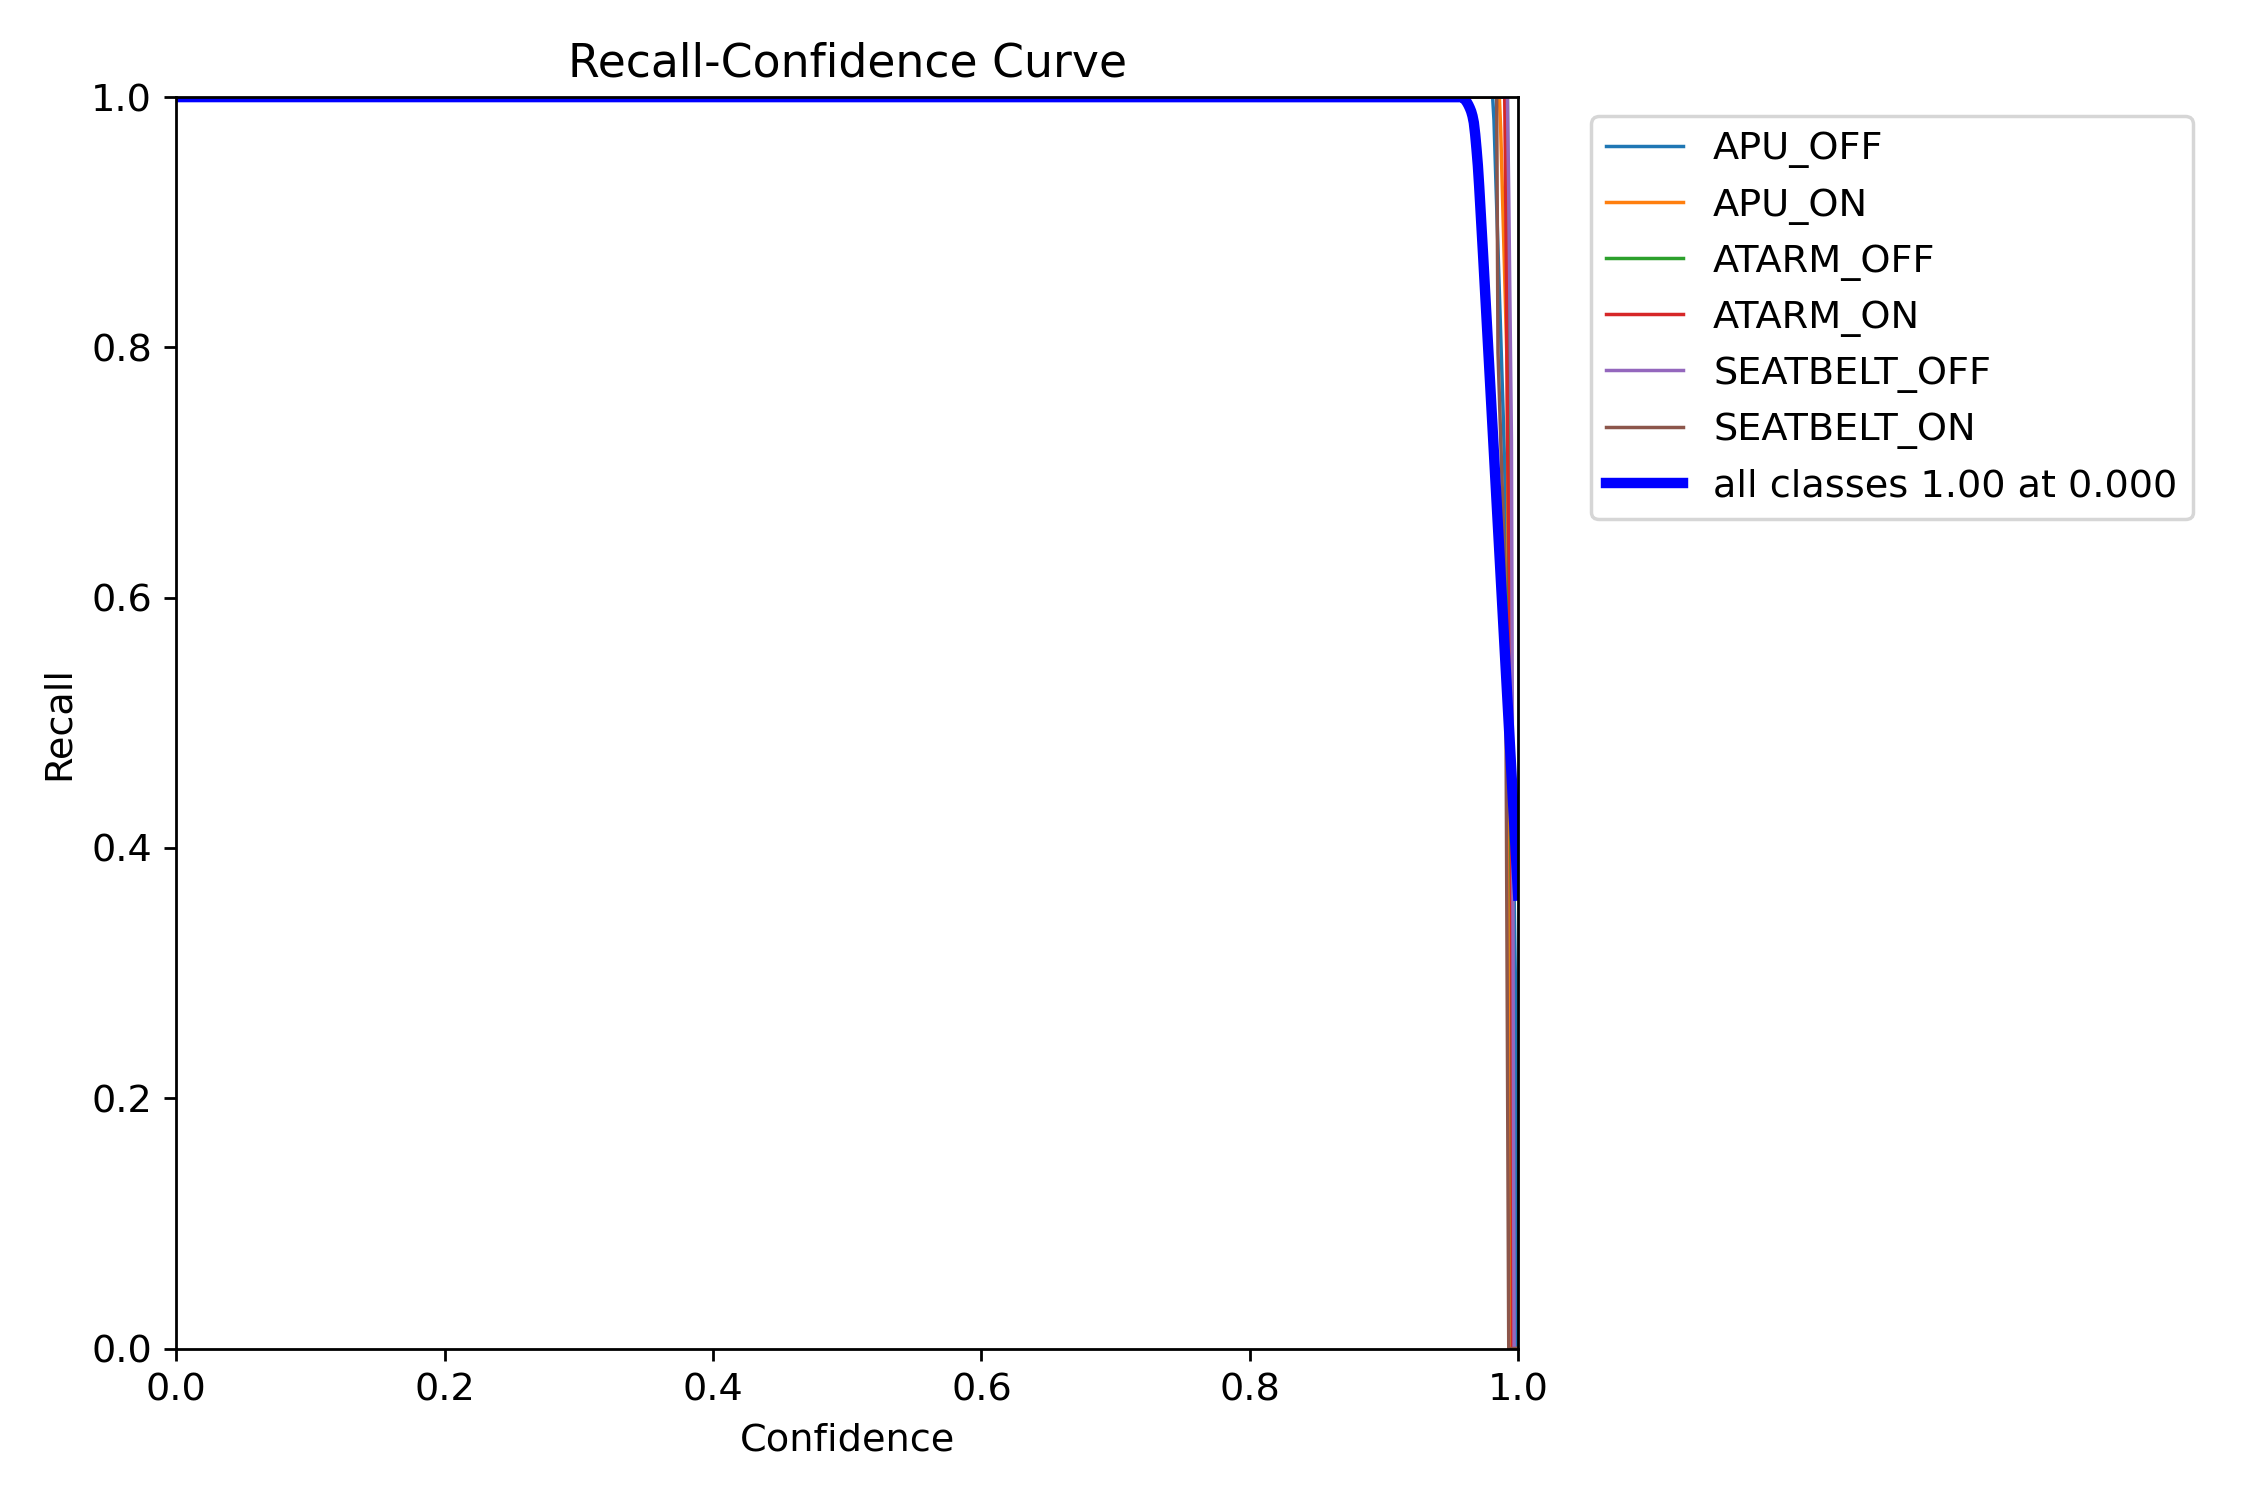 Recall-Confidence Curve
1.0
0.8
0.6
0.4
0.2
0.0
Recall
0.0 0.2 0.4 0.6 0.8 1.0
Confidence
APU_OFF
APU_ON
ATARM_OFF
ATARM_ON
SEATBELT_OFF
SEATBELT_ON
all classes 1.00 at 0.000